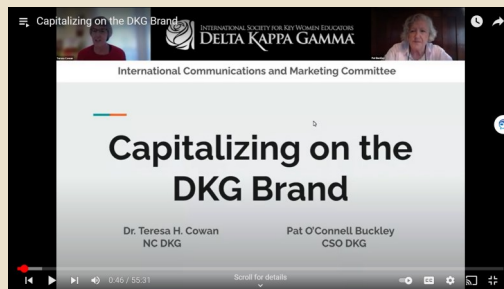 Capitalizing on the DKG Brand
INTERNATIONAL SOCIETY FOR KEY WOMEN EDUCATORS
DELTA KAPPA GAMMA
International Communications and Marketing Committee
Capitalizing on the
DKG Brand
Dr. Teresa H. Cowan
NC DKG
Pat O'Connell Buckley
CSO DKG
0:46 / 55:31
Scroll for details
CC